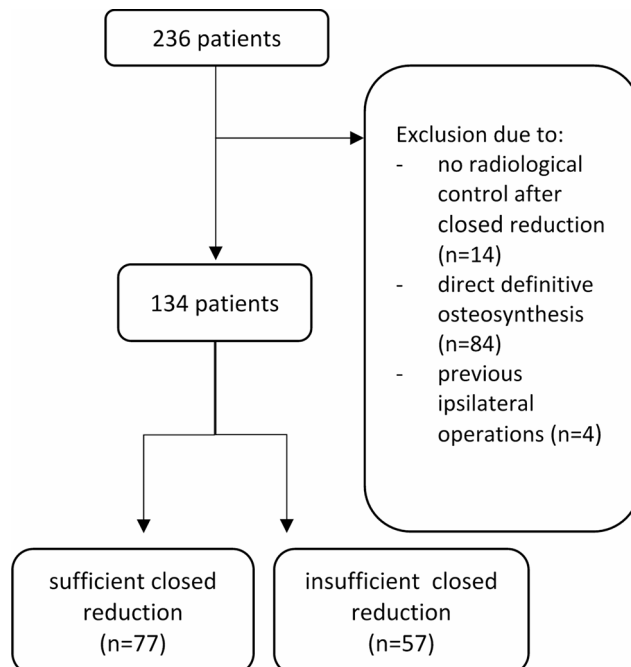 236 patients
Exclusion due to:
- no radiological
control after
closed reduction
(n=14)
- direct definitive
osteosynthesis
(n=84)
- previous
ipsilateral
operations (n=4)
134 patients
sufficient closed
reduction
(n=77)
insufficient closed
reduction
(n=57)